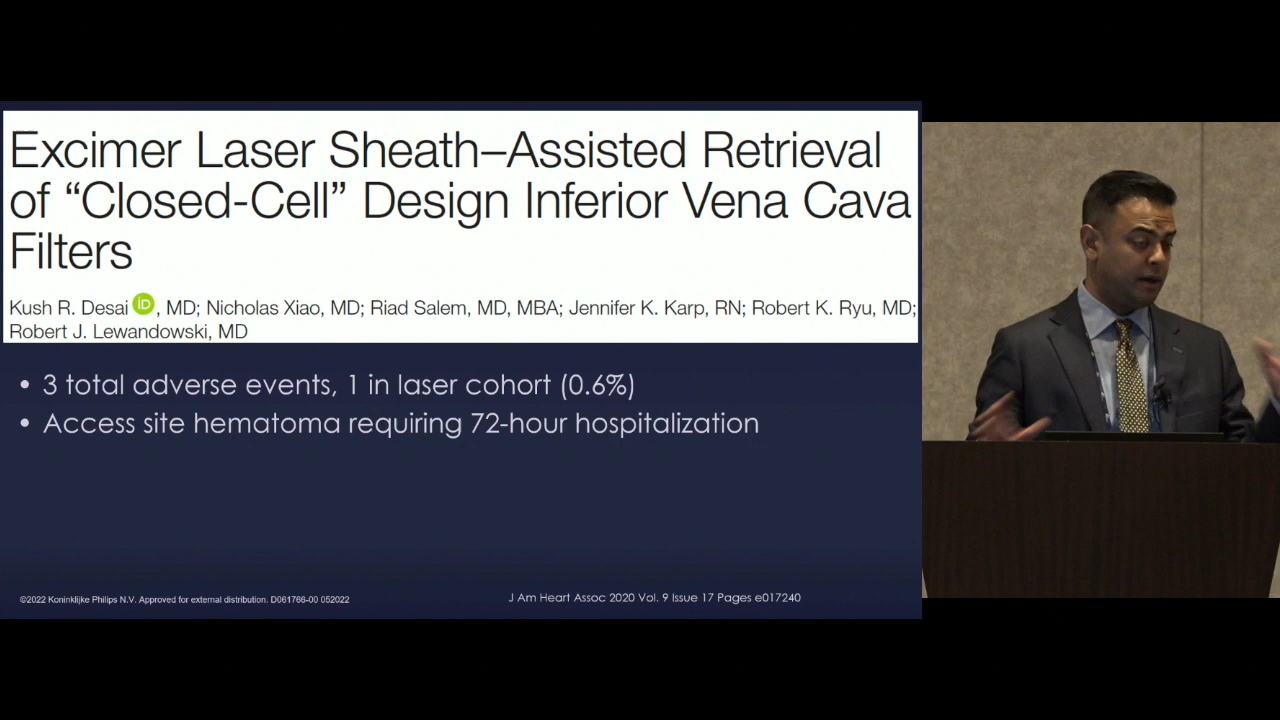 Excimer Laser Sheath–Assisted Retrieval
of “Closed-Cell” Design Inferior Vena Cava
Filters
Kush R. Desai iD, MD; Nicholas Xiao, MD; Riad Salem, MD, MBA; Jennifer K. Karp, RN; Robert K. Ryu, MD;
Robert J. Lewandowski, MD
• 3 total adverse events, 1 in laser cohort (0.6%)
• Access site hematoma requiring 72-hour hospitalization
©2022 Koninklijke Philips N.V. Approved for external distribution. D061766-00 052022
J Am Heart Assoc 2020 Vol. 9 Issue 17 Pages e017240